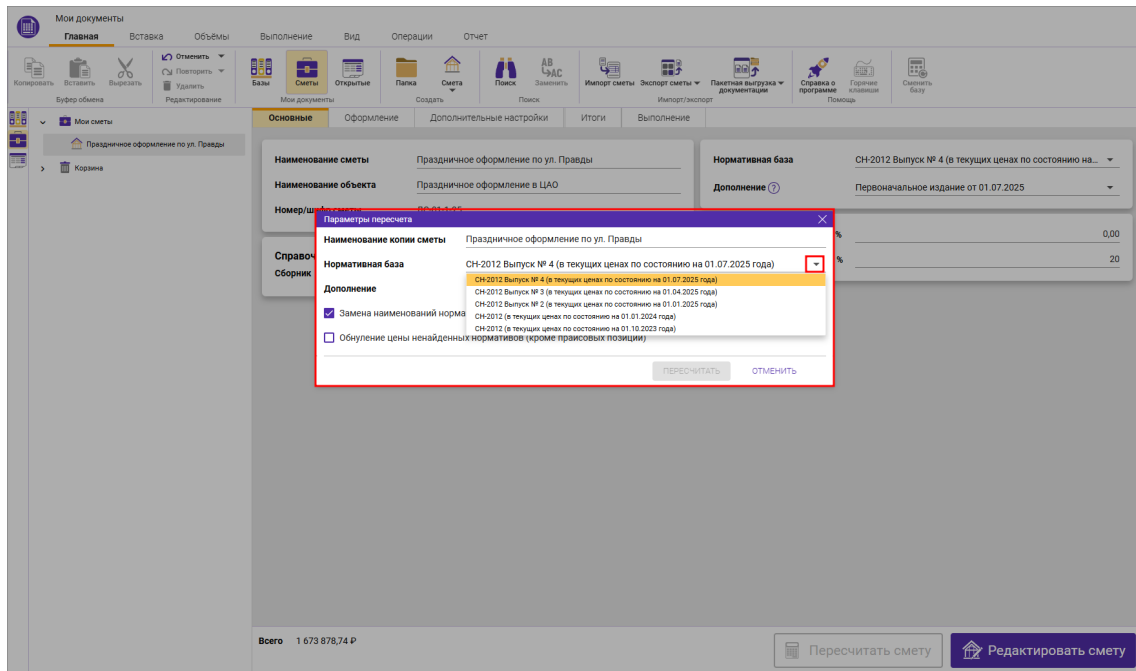 Мои документы
Главная Вставка Объёмы Выполнение Вид Операции Отчет
Копировать Вставить Вырезать
Отменить
Повторить
Удалить
Базы Сметы Открытые Папка Смета Поиск Заменить Импорт сметы Экспорт сметы Пакетная выгрузка документации Справка о программе Горячие клавиши Сменить базу
AB
AC
Буфер обмена Редактирование Мои документы Создать Поиск Импорт/экспорт Помощь
Мои сметы
Праздничное оформление по ул. Правды
Корзина
Основные Оформление Дополнительные настройки Итоги Выполнение
Наименование сметы Праздничное оформление по ул. Правды Нормативная база СН-2012 Выпуск № 4 (в текущих ценах по состоянию на...
Наименование объекта Праздничное оформление в ЦАО Дополнение ? Первоначальное издание от 01.07.2025
Параметры пересчета
Наименование копии сметы Праздничное оформление по ул. Правды
% 0,00
Нормативная база СН-2012 Выпуск № 4 (в текущих ценах по состоянию на 01.07.2025 года)
Сборник
% 20
СН-2012 Выпуск № 4 (в текущих ценах по состоянию на 01.07.2025 года)
Дополнение
СН-2012 Выпуск № 3 (в текущих ценах по состоянию на 01.04.2025 года)
СН-2012 Выпуск № 2 (в текущих ценах по состоянию на 01.01.2025 года)
Замена наименований
СН-2012 (в текущих ценах по состоянию на 01.01.2024 года)
СН-2012 (в текущих ценах по состоянию на 01.10.2023 года)
Обнуление цены ненайденных нормативов (кроме прайсовых позиций)
ПЕРЕСЧИТАТЬ ОТМЕНИТЬ
Всего 1 673 878,74 ₽
Пересчитать смету Редактировать смету